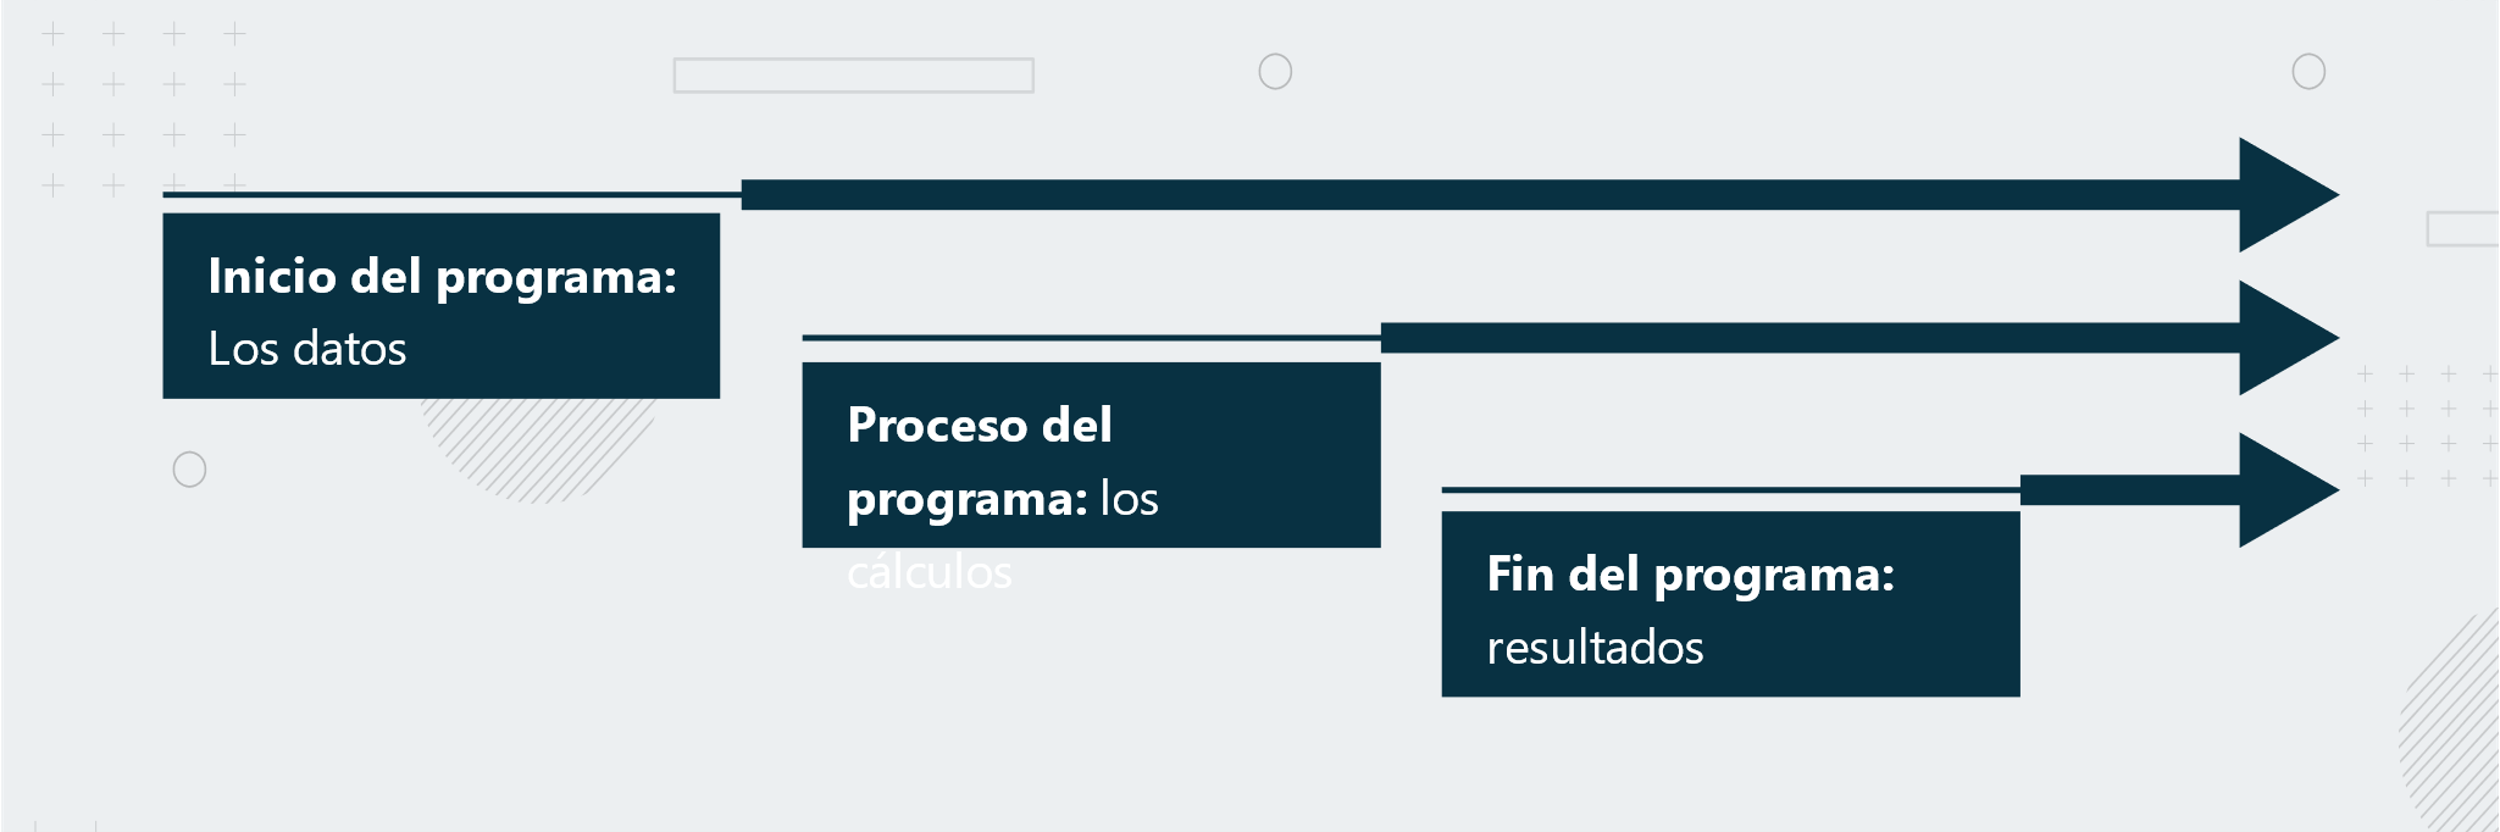 Inicio del programa:
Los datos
Proceso del
programa: los
cálculos
Fin del programa:
resultados